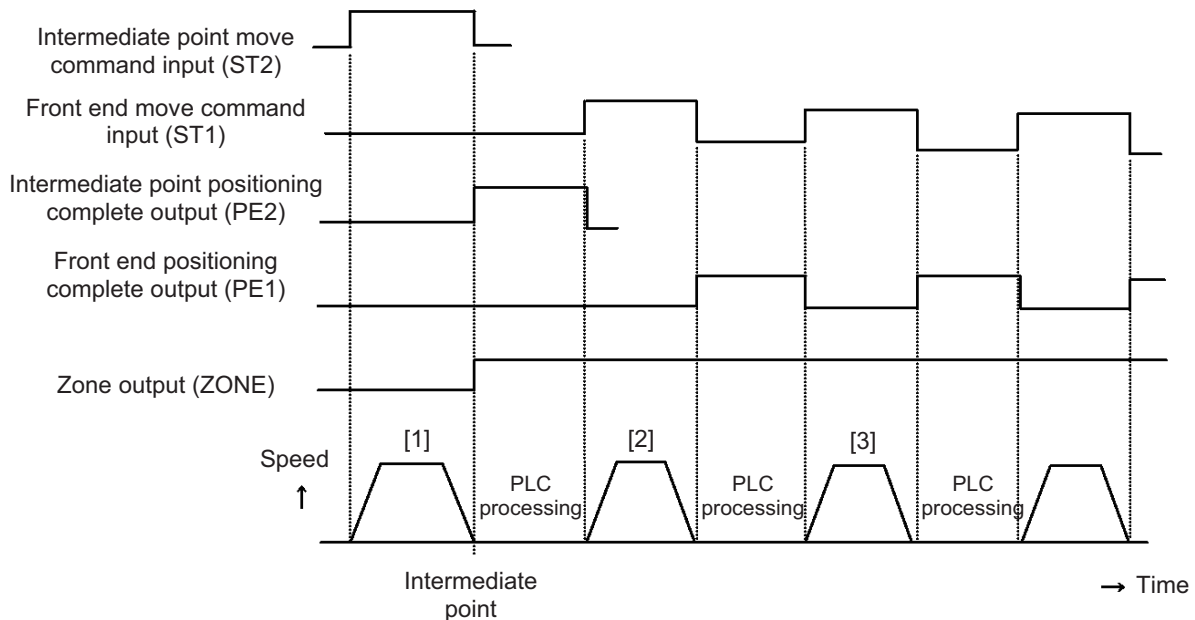 Intermediate point move
command input (ST2)
Front end move command
input (ST1)
Intermediate point positioning
complete output (PE2)
Front end positioning
complete output (PE1)
Zone output (ZONE)
[1]
[2]
[3]
Speed
↑
PLC
processing
PLC
processing
PLC
processing
Intermediate
point
→ Time